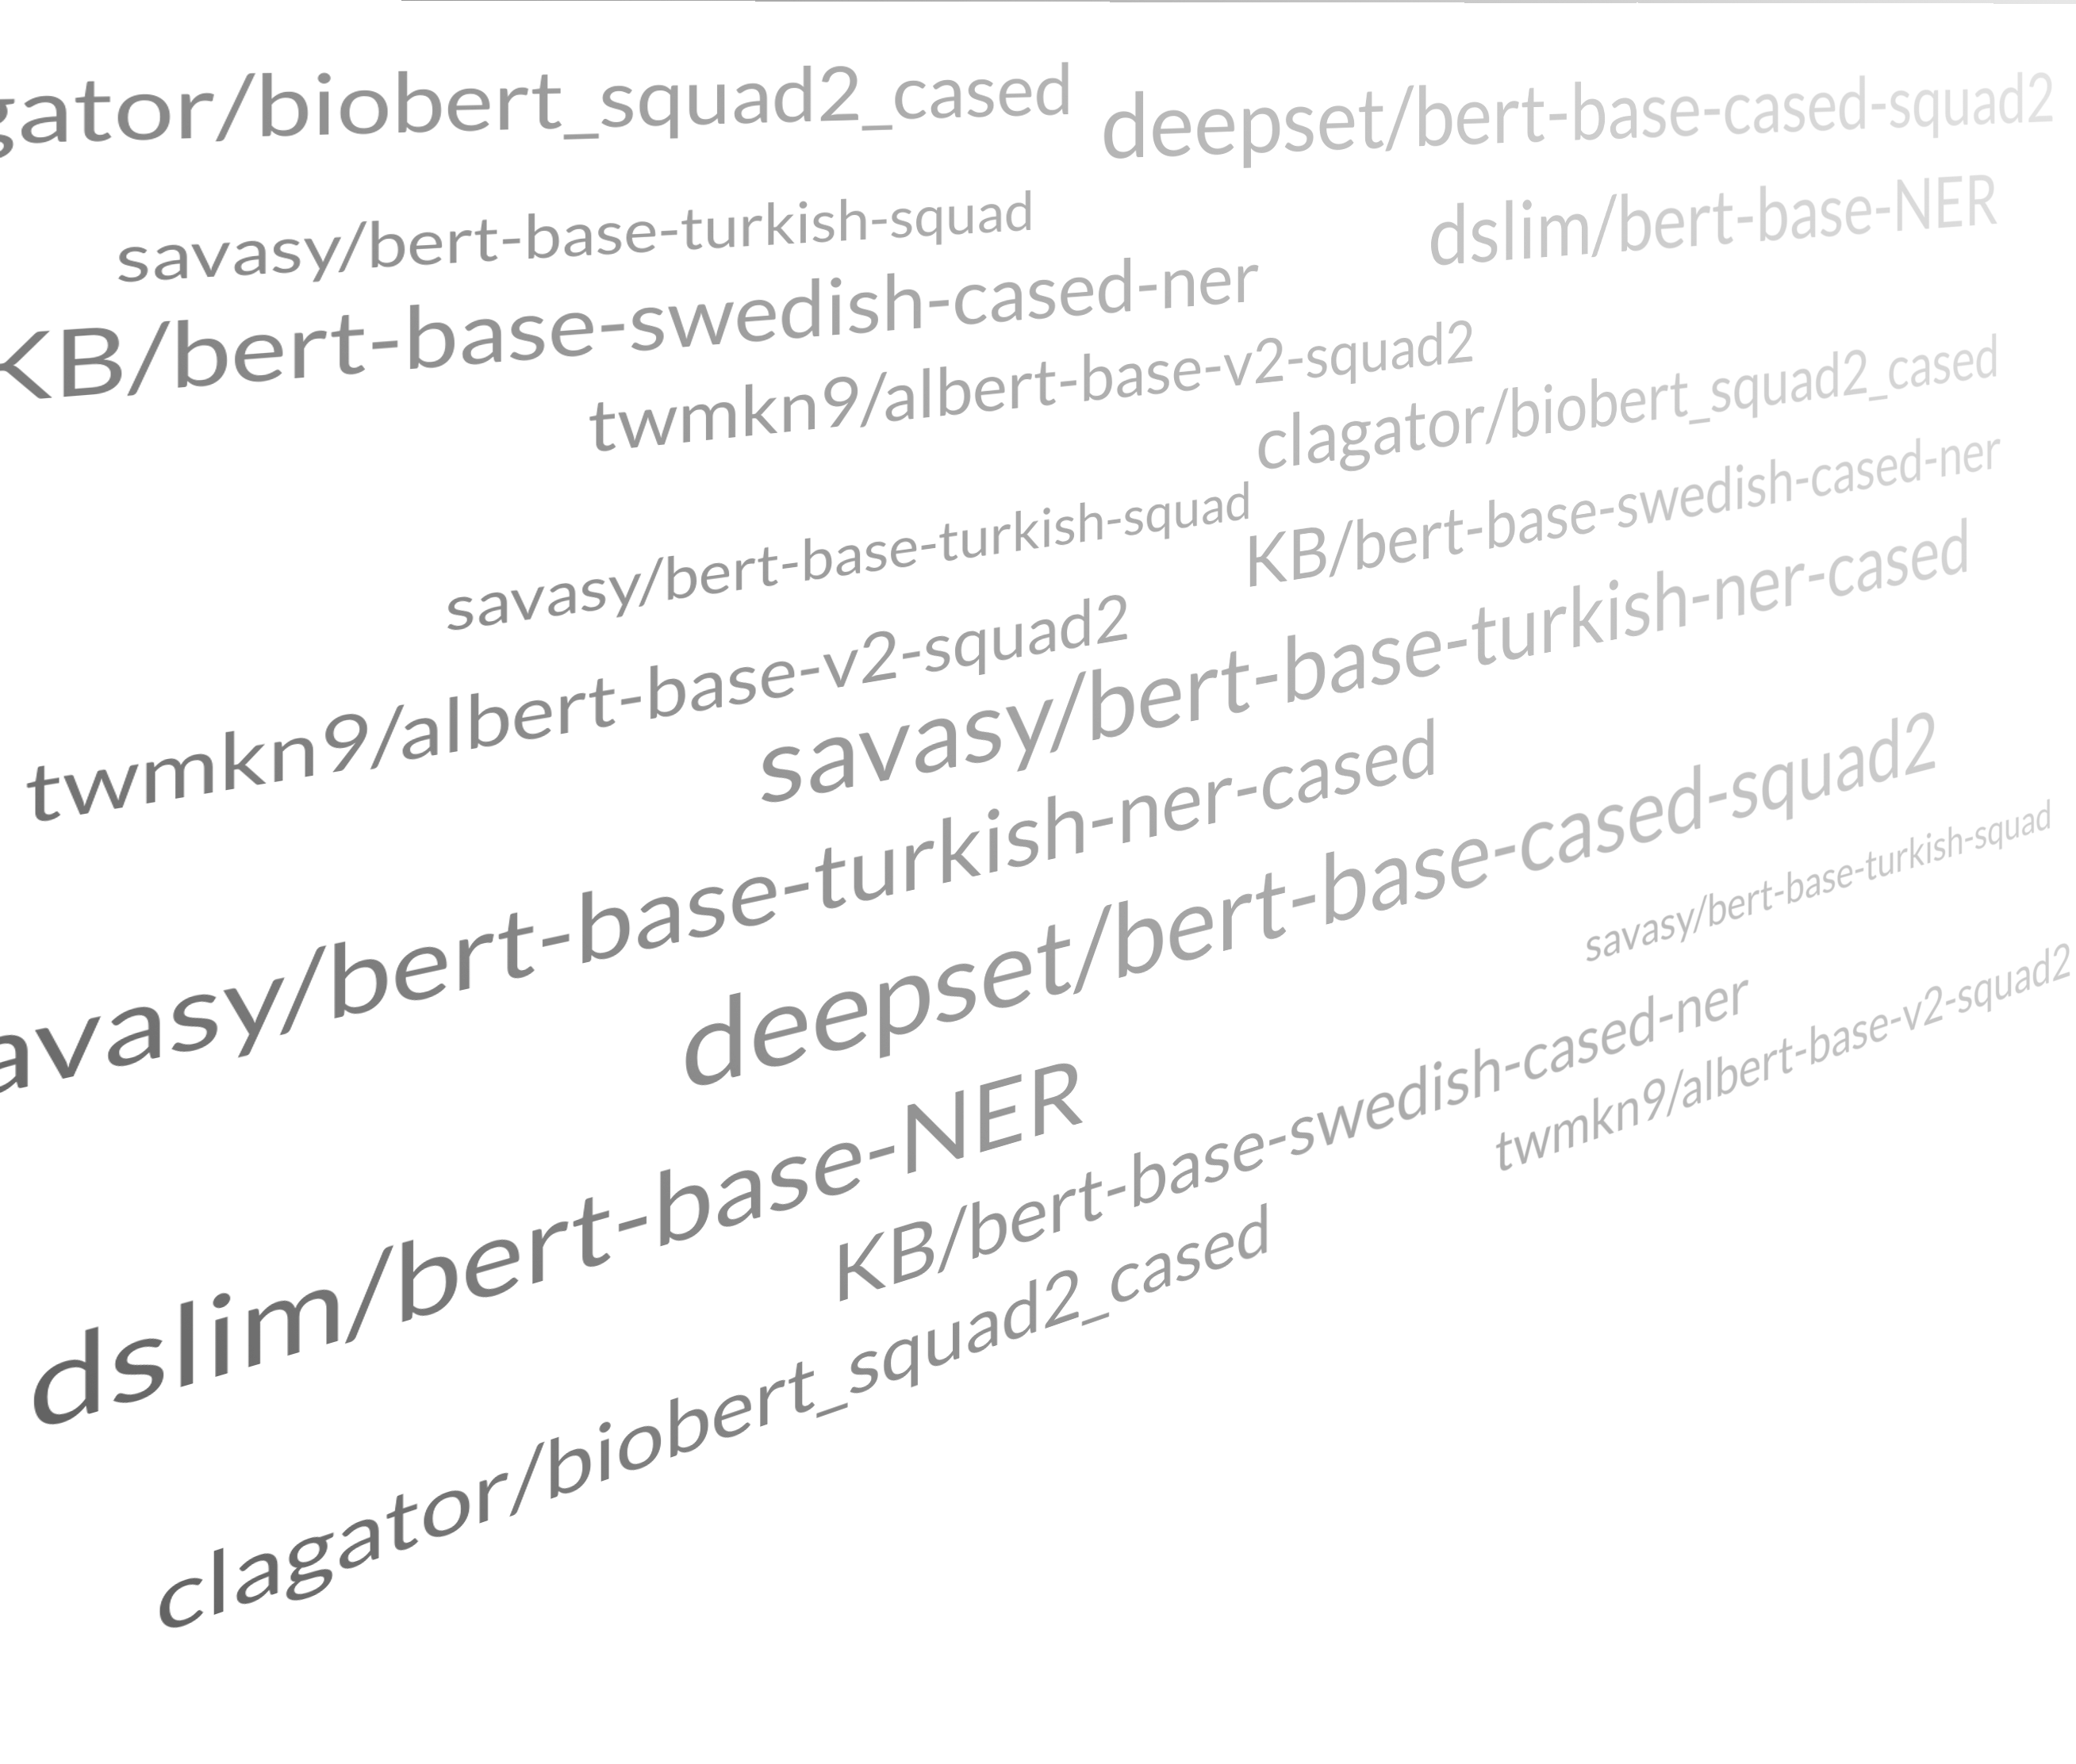 gator/biobert_squad2_cased
deepset/bert-base-cased-squad2
savasy/bert-base-turkish-squad
dslim/bert-base-NER
KB/bert-base-swedish-cased-ner
twmkn9/albert-base-v2-squad2
clagator/biobert_squad2_cased
savasy/bert-base-turkish-squad
KB/bert-base-swedish-cased-ner
twmkn9/albert-base-v2-squad2
savasy/bert-base-turkish-ner-cased
avasy/bert-base-turkish-ner-cased
deepset/bert-base-cased-squad2
savasy/bert-base-turkish-squad
dslim/bert-base-NER
KB/bert-base-swedish-cased-ner
twmkn9/albert-base-v2-squad2
clagator/biobert_squad2_cased